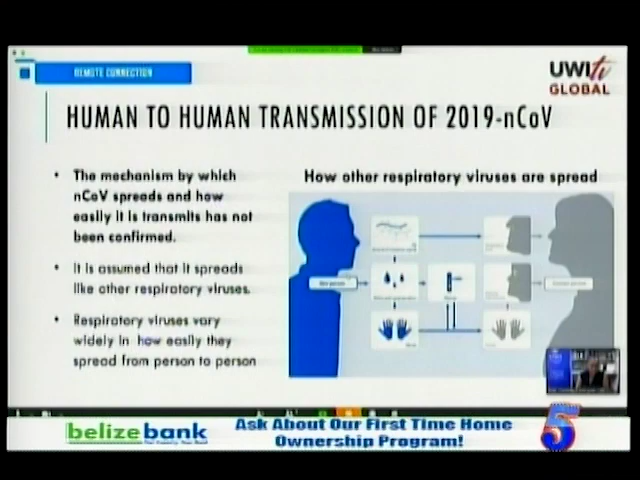 REMOTE CONNECTION
UWItv
GLOBAL
HUMAN TO HUMAN TRANSMISSION OF 2019-nCoV
• The mechanism by which
nCoV spreads and how
easily it is transmits has not
been confirmed.
• It is assumed that it spreads
like other respiratory viruses.
• Respiratory viruses vary
widely in how easily they
spread from person to person
How other respiratory viruses are spread
belizebank
Ask About Our First Time Home
Ownership Program!
5